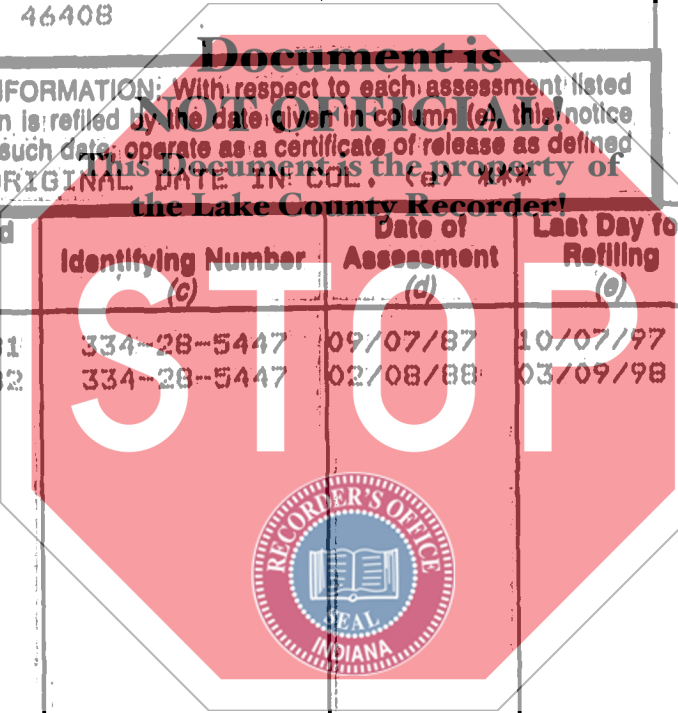 46408
Document is
NFORMATION: With respect to each assessment listed
NOT OFFICIAL!
n is refiled by the date given in column (e), this notice
such date, operate as a certificate of release as defined
This Document is the property of
RIGINAL DATE IN COL. (e) ***
the Lake County Recorder!
d Identifying Number (c) Date of Assessment (d) Last Day fo Refiling (e)
1 334-28-5447 09/07/87 10/07/97
2 334-28-5447 02/08/88 03/09/98
STOP
RECORDER'S OFFICE
SEAL
INDIANA